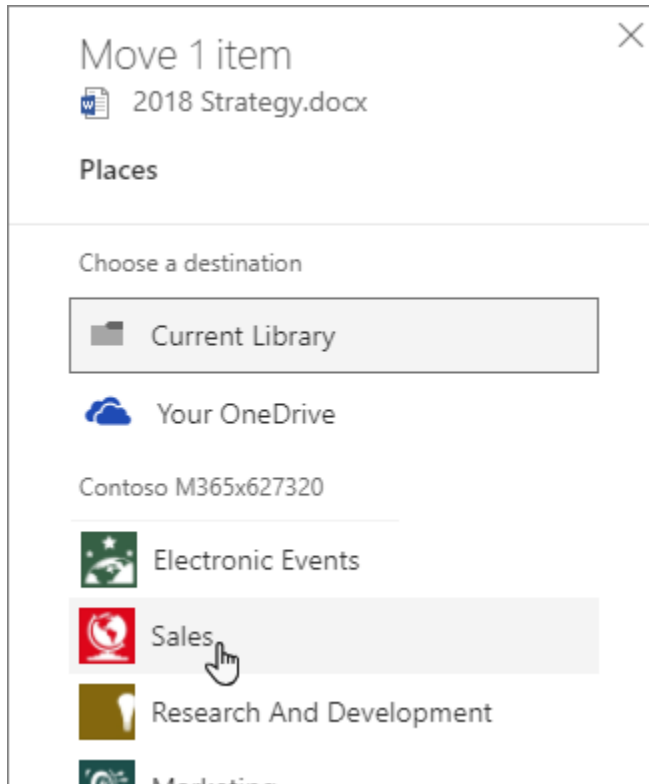 Move 1 item
2018 Strategy.docx
Places
Choose a destination
Current Library
Your OneDrive
Contoso M365x627320
Electronic Events
Sales
Research And Development
Marketing